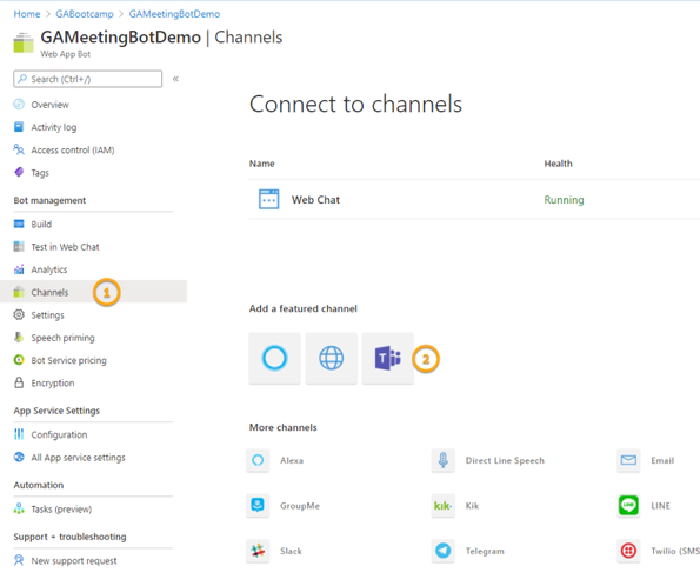 Home > GABootcamp > GAMeetingBotDemo
GAMeetingBotDemo | Channels
Web App Bot
Search (Ctrl+/) «
Overview
Activity log
Access control (IAM)
Tags
Bot management
Build
Test in Web Chat
Analytics
Channels 1
Settings
Speech priming
Bot Service pricing
Encryption
App Service Settings
Configuration
All App service settings
Automation
Tasks (preview)
Support + troubleshooting
New support request
Connect to channels
Name Health
Web Chat Running
Add a featured channel
T 2
More channels
Alexa Direct Line Speech Email
GroupMe kik· Kik LINE LINE
Slack Telegram Twilio (SMS